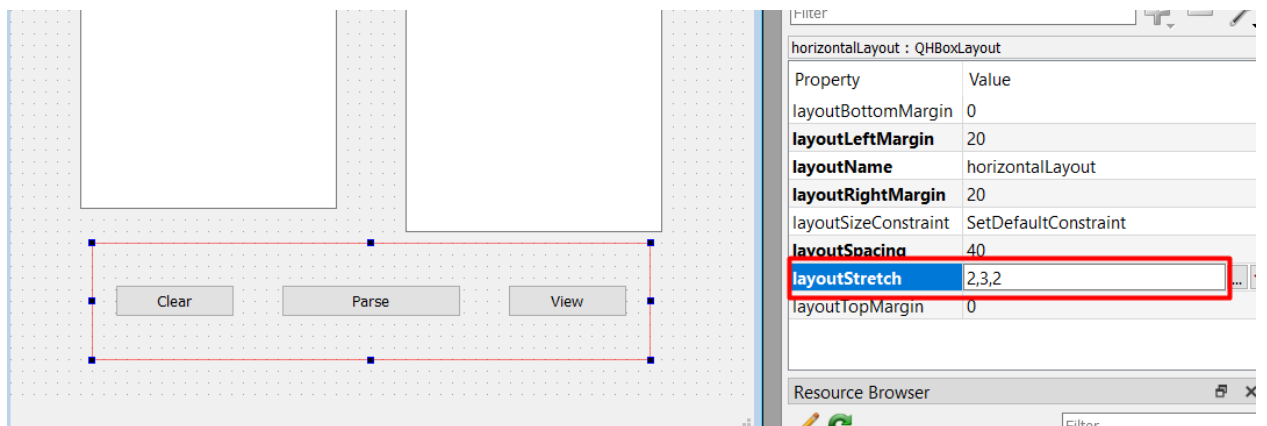 Filter
horizontalLayout : QHBoxLayout
Property Value
layoutBottomMargin 0
layoutLeftMargin 20
layoutName horizontalLayout
layoutRightMargin 20
layoutSizeConstraint SetDefaultConstraint
layoutSpacing 40
layoutStretch 2,3,2 ...
layoutTopMargin 0
Clear Parse View
Resource Browser
Filter